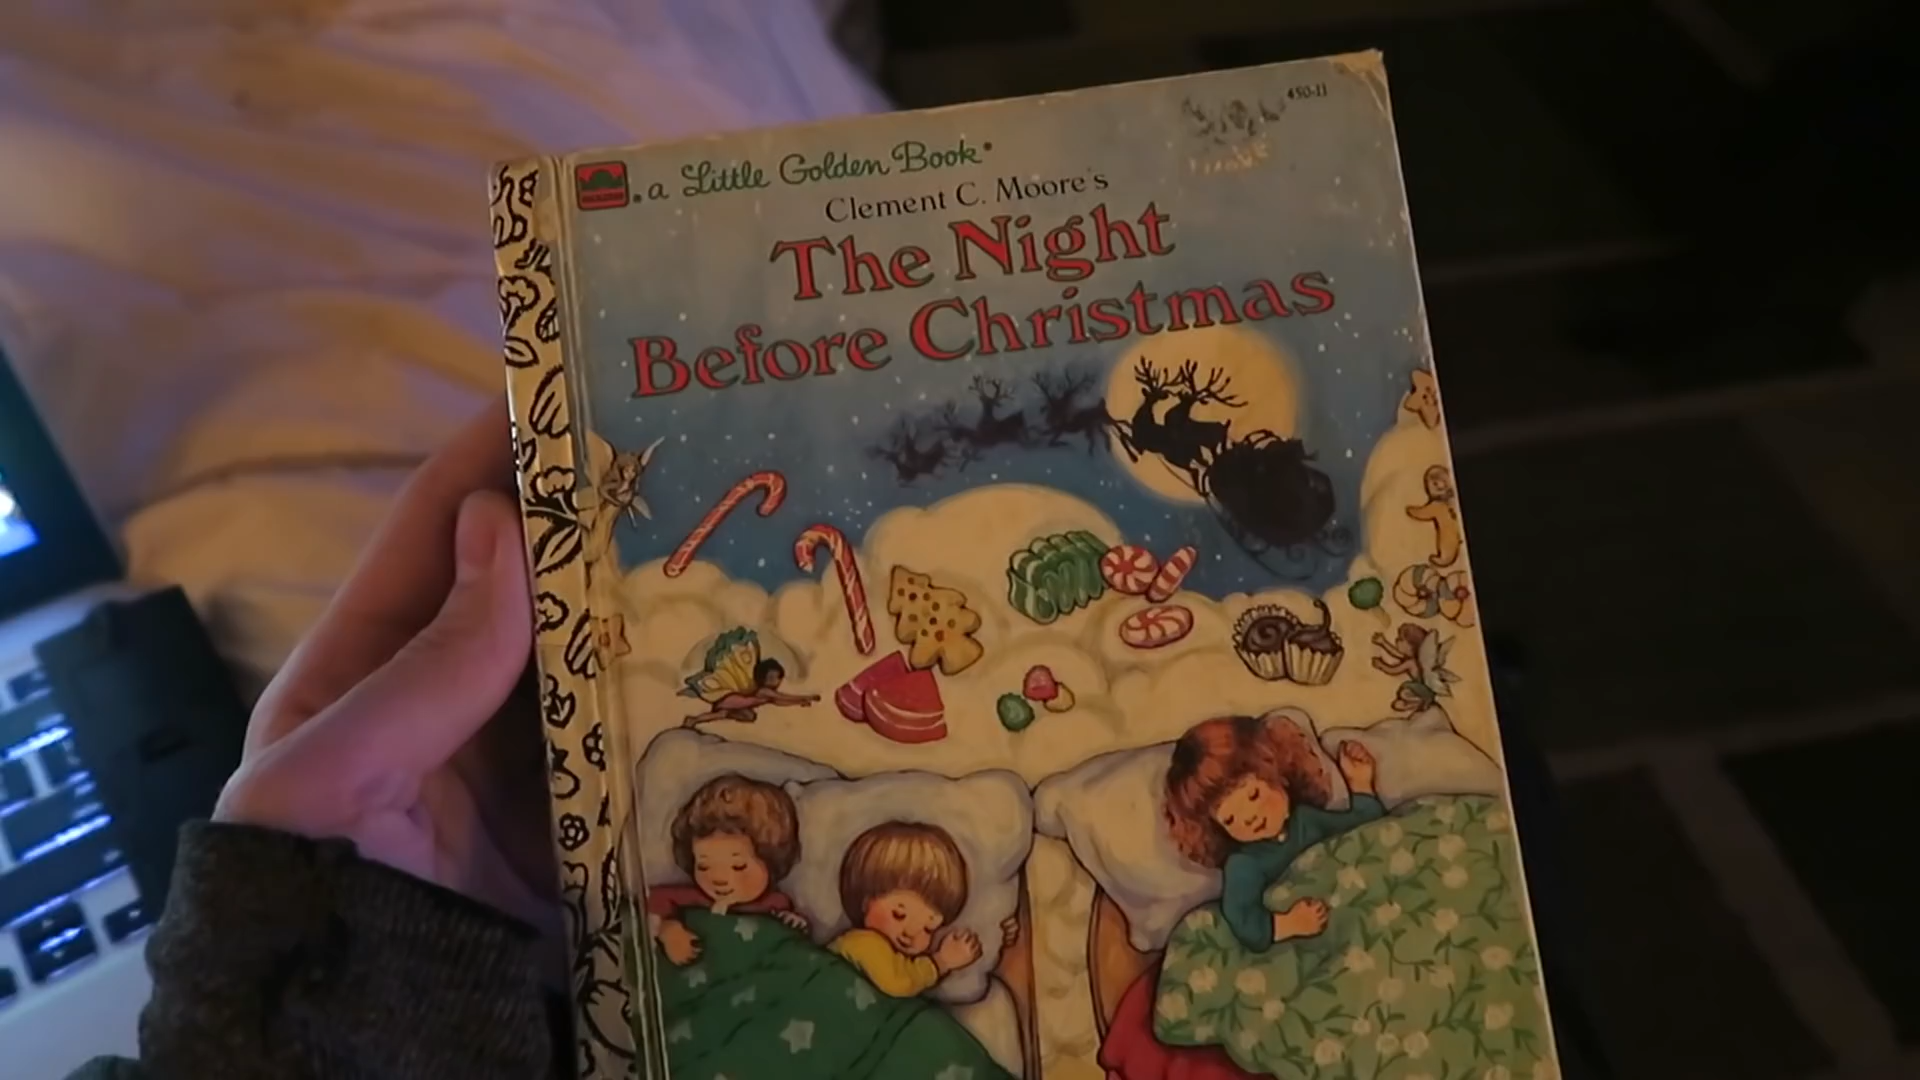 a Little Golden Book®
450-11
Clement C. Moore's
The Night
Before Christmas